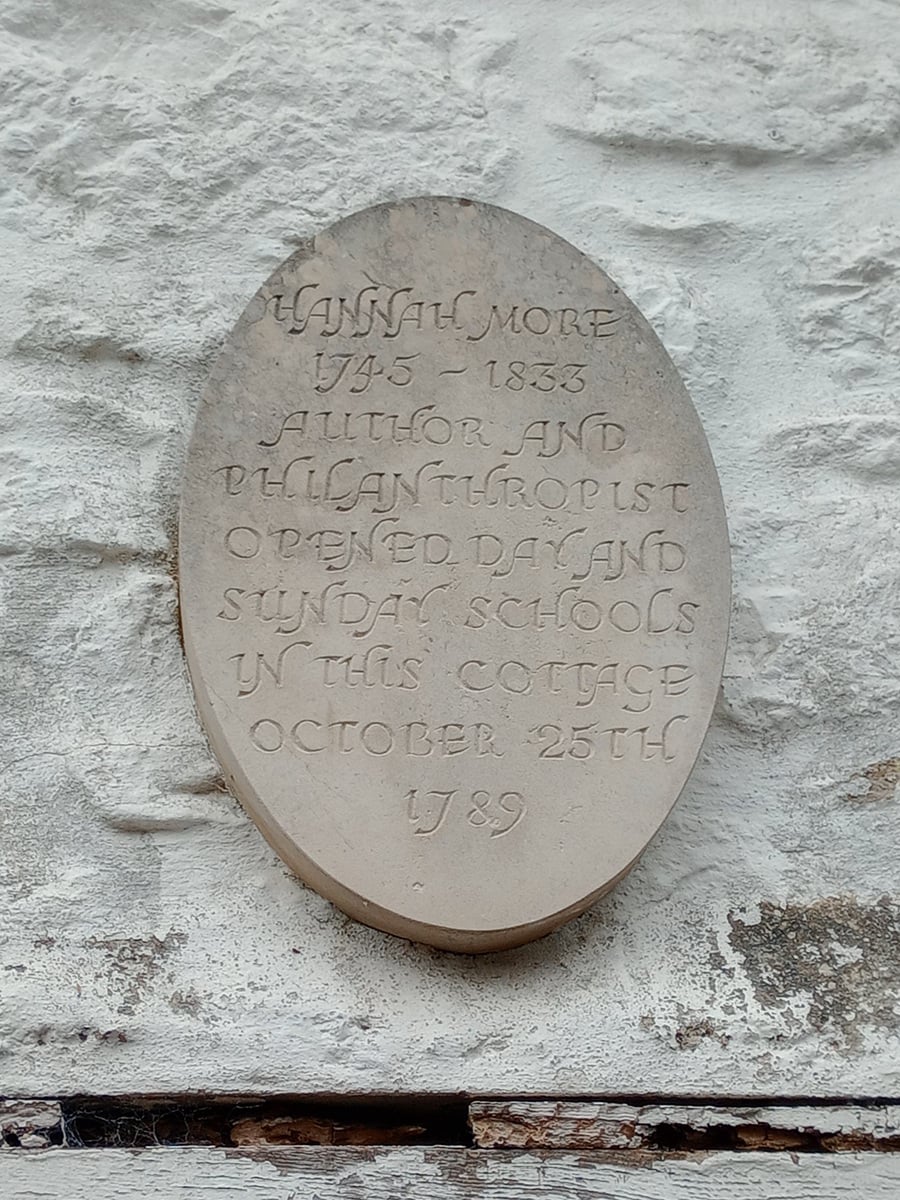 HANNAH MORE
1745 – 1833
AUTHOR AND
PHILANTHROPIST
OPENED DAY AND
SUNDAY SCHOOLS
IN THIS COTTAGE
OCTOBER 25TH
1789